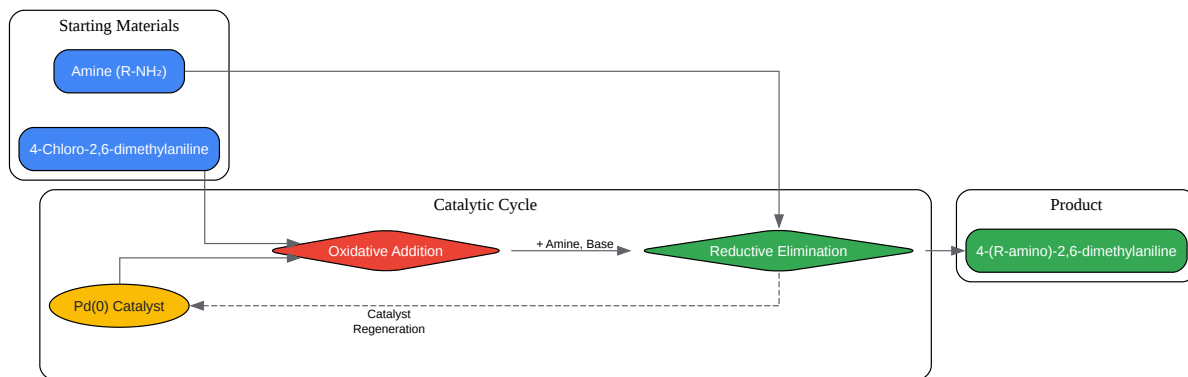 Starting Materials
Amine (R-NH₂)
4-Chloro-2,6-dimethylaniline
Catalytic Cycle
Product
Oxidative Addition
+ Amine, Base
Reductive Elimination
4-(R-amino)-2,6-dimethylaniline
Pd(0) Catalyst
Catalyst
Regeneration